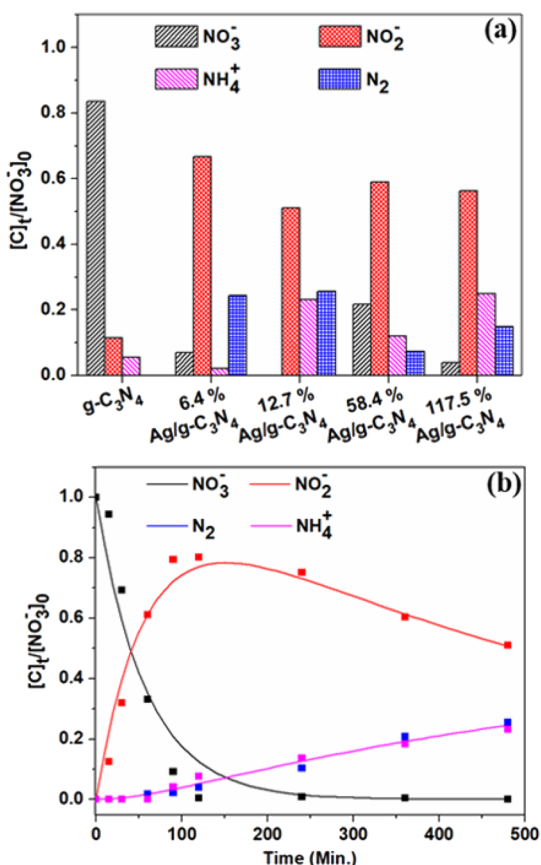 (a)
NO₃⁻ NO₂⁻
NH₄⁺ N₂
[C]ₜ/[NO₃⁻]₀
1.0
0.8
0.6
0.4
0.2
0.0
g-C₃N₄ 6.4 % 12.7 % 58.4 % 117.5 %
Ag/g-C₃N₄ Ag/g-C₃N₄ Ag/g-C₃N₄ Ag/g-C₃N₄
(b)
NO₃⁻ NO₂⁻
N₂ NH₄⁺
[C]ₜ/[NO₃⁻]₀
1.0
0.8
0.6
0.4
0.2
0.0
0 100 200 300 400 500
Time (Min.)